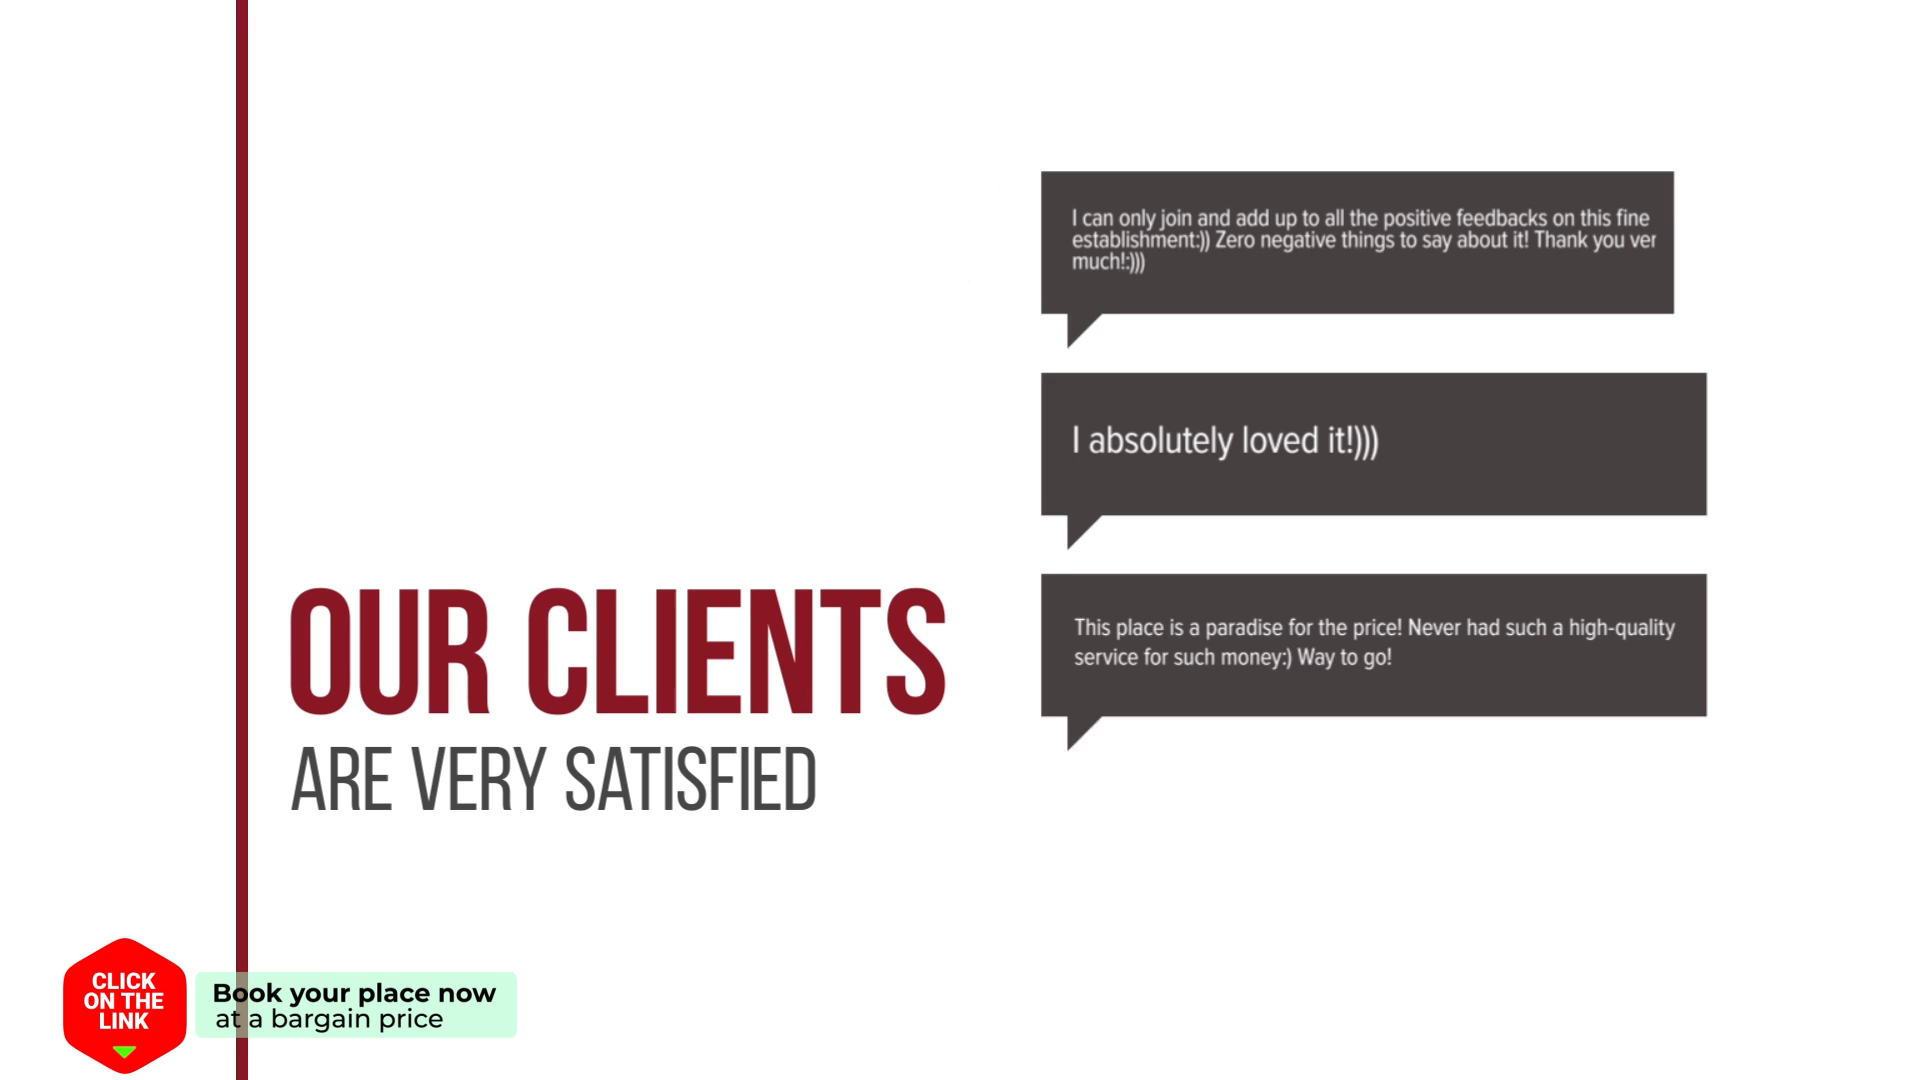 I can only join and add up to all the positive feedbacks on this fine
establishment:)) Zero negative things to say about it! Thank you ver
much!:)))
I absolutely loved it!)))
This place is a paradise for the price! Never had such a high-quality
service for such money:) Way to go!
OUR CLIENTS
ARE VERY SATISFIED
CLICK
ON THE
LINK
Book your place now
at a bargain price